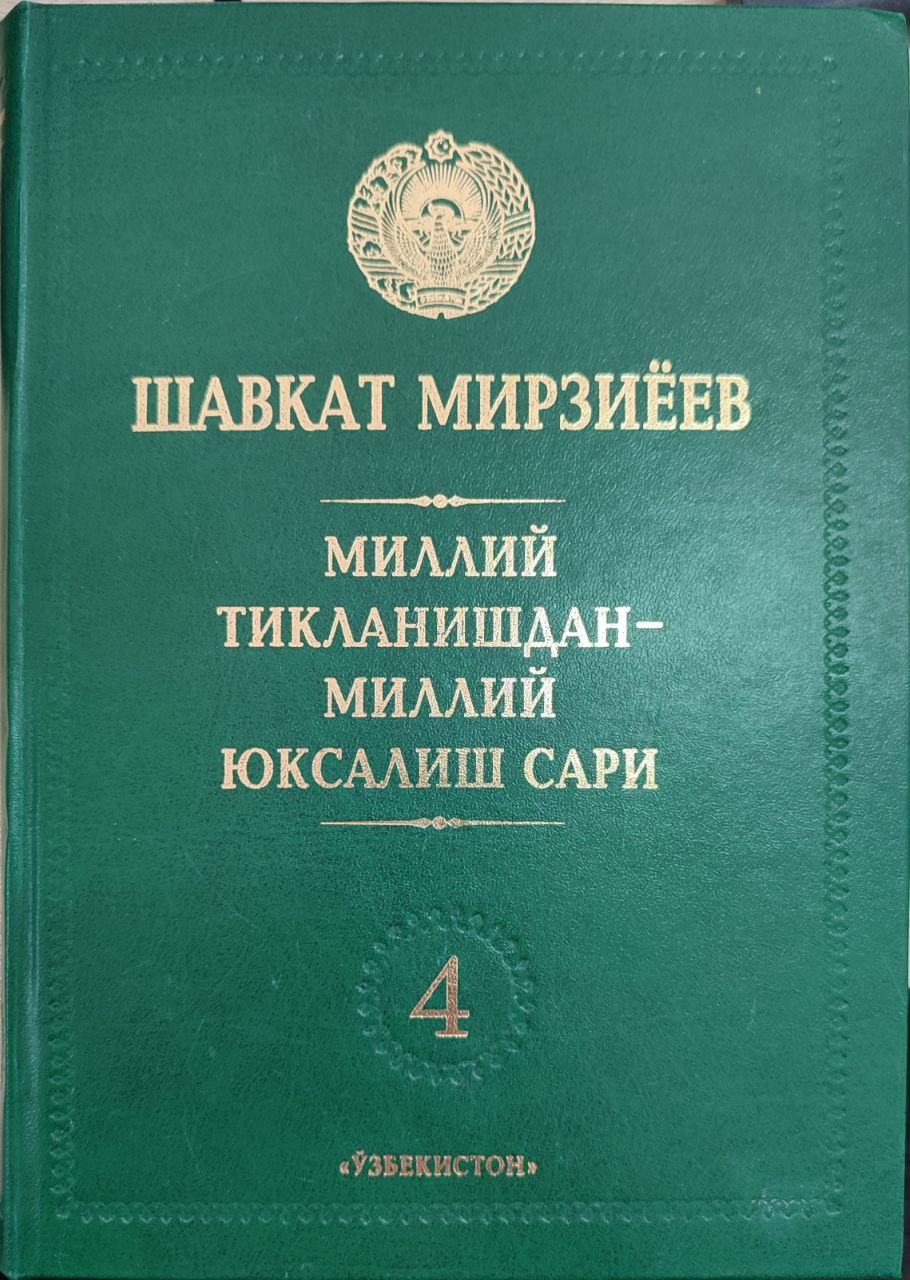 ШАВКАТ МИРЗИЁЕВ
МИЛЛИЙ
ТИКЛАНИШДАН–
МИЛЛИЙ
ЮКСАЛИШ САРИ
4
«ЎЗБЕКИСТОН»